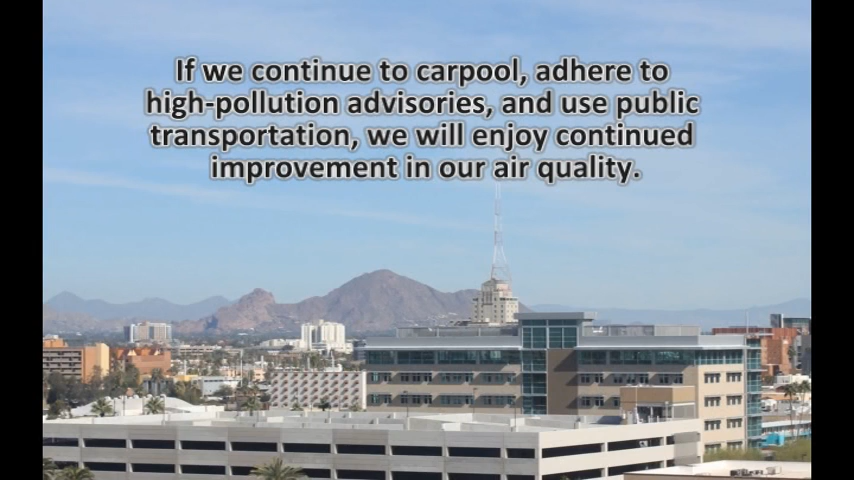 If we continue to carpool, adhere to
high-pollution advisories, and use public
transportation, we will enjoy continued
improvement in our air quality.